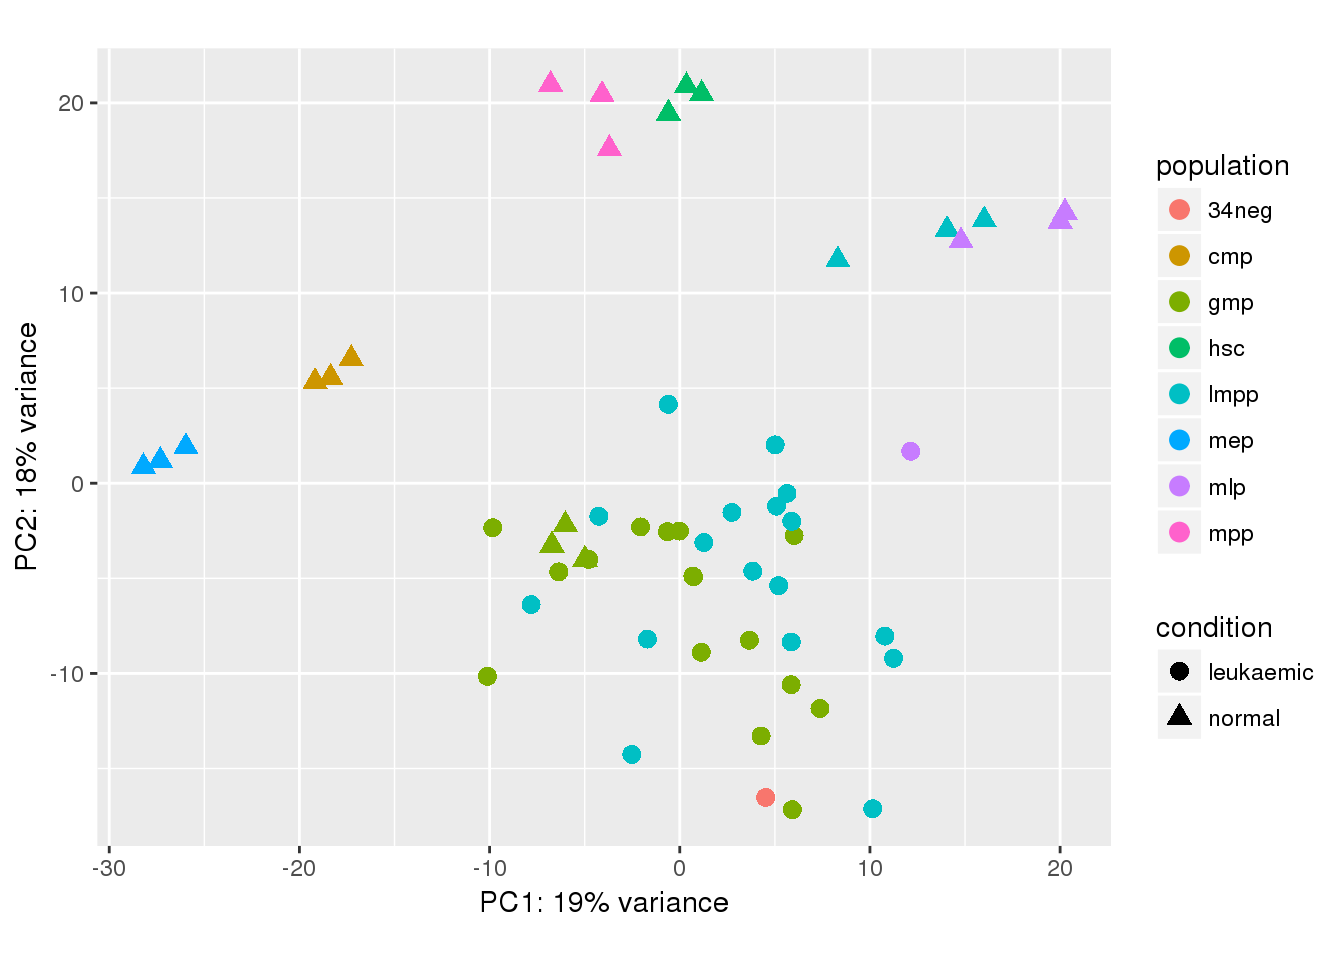 20
10
0
-10
-30
-20
-10
0
10
20
PC1: 19% variance
PC2: 18% variance
population
34neg
cmp
gmp
hsc
lmpp
mep
mlp
mpp
condition
leukaemic
normal